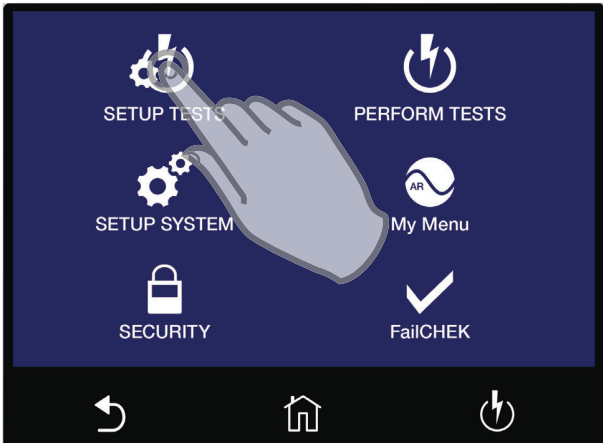 SETUP TESTS
PERFORM TESTS
SETUP SYSTEM
AR
My Menu
SECURITY
FailCHEK